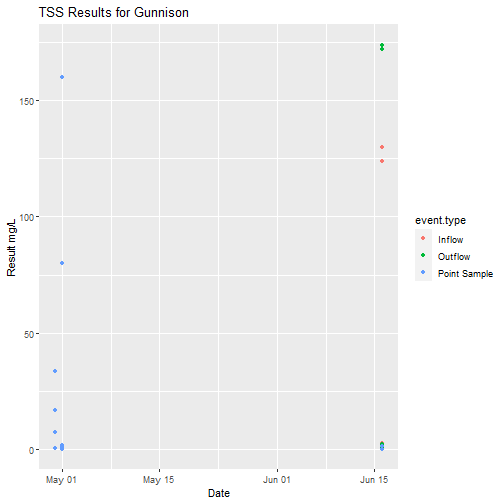 TSS Results for Gunnison
150
100
50
0
Result mg/L
May 01
May 15
Jun 01
Jun 15
Date
event.type
Inflow
Outflow
Point Sample